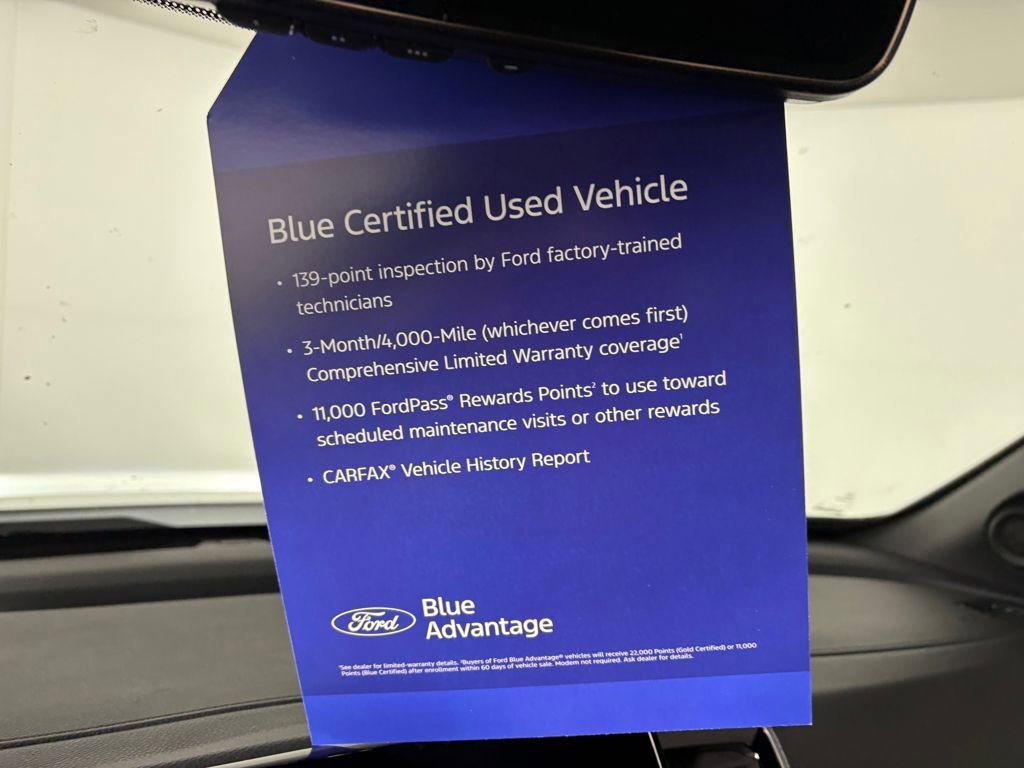 Blue Certified Used Vehicle
• 139-point inspection by Ford factory-trained
technicians
• 3-Month/4,000-Mile (whichever comes first)
Comprehensive Limited Warranty coverage¹
• 11,000 FordPass® Rewards Points² to use toward
scheduled maintenance visits or other rewards
• CARFAX® Vehicle History Report
Ford
Blue
Advantage
¹See dealer for limited-warranty details. ²Buyers of Ford Blue Advantage® vehicles will receive 22,000 Points (Gold Certified) or 11,000
Points (Blue Certified) after enrollment within 60 days of vehicle sale. Modem not required. Ask dealer for details.